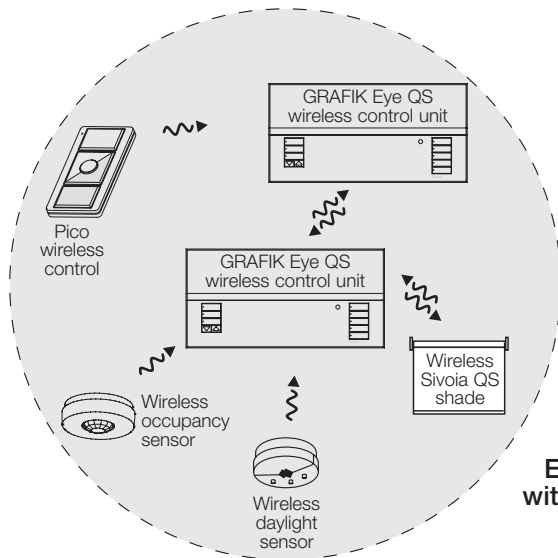 GRAFIK Eye QS
wireless control unit
Pico
wireless
control
GRAFIK Eye QS
wireless control unit
Wireless
Sivoia QS
shade
Wireless
occupancy
sensor
Wireless
daylight
sensor